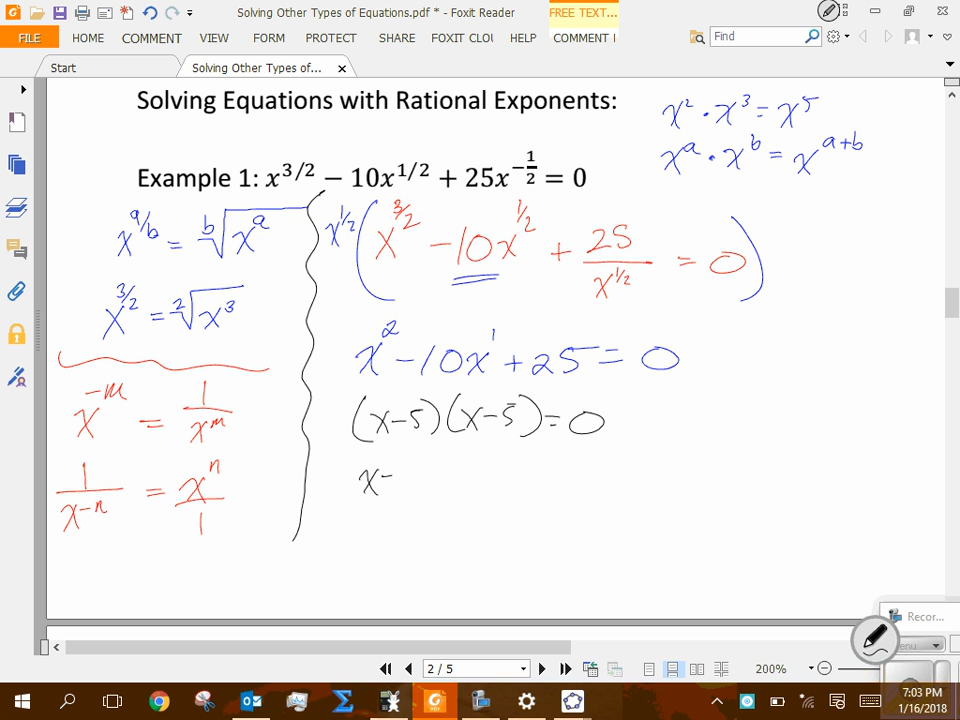 Solving Other Types of Equations.pdf * - Foxit Reader
FREE TEXT...
FILE HOME COMMENT VIEW FORM PROTECT SHARE FOXIT CLOU HELP COMMENT
Find
Start
Solving Other Types of...
Solving Equations with Rational Exponents:
x² · x³ = x⁵
xᵃ · xᵇ = x^(a+b)
Example 1: x^(3/2) − 10x^(1/2) + 25x^(−1/2) = 0
x^(a/b) = ᵇ√(xᵃ)
x^(3/2) = ²√(x³)
x^(−m) = 1/x^m
1/x^(−n) = xⁿ/1
x^(1/2) (x^(3/2) − 10x^(1/2) + 25/x^(1/2) = 0)
x² − 10x¹ + 25 = 0
(x−5)(x−5) = 0
x-
Recor...
2 / 5
200%
7:03 PM
1/16/2018